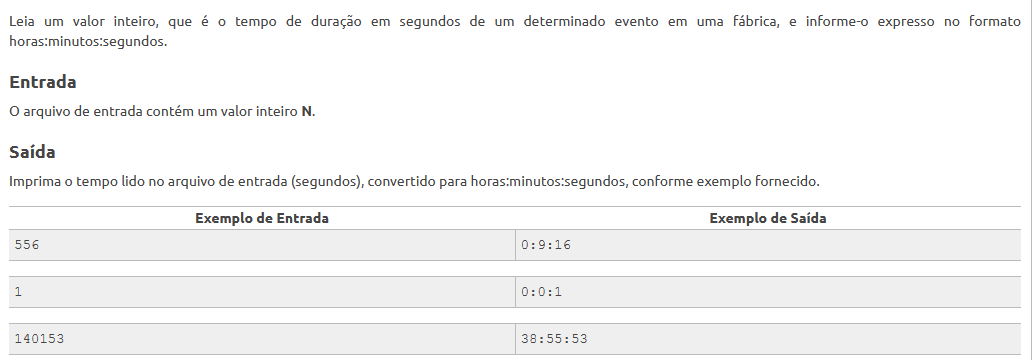 Leia um valor inteiro, que é o tempo de duração em segundos de um determinado evento em uma fábrica, e informe-o expresso no formato
horas:minutos:segundos.
Entrada
O arquivo de entrada contém um valor inteiro N.
Saída
Imprima o tempo lido no arquivo de entrada (segundos), convertido para horas:minutos:segundos, conforme exemplo fornecido.
Exemplo de Entrada Exemplo de Saída
556 0:9:16
1 0:0:1
140153 38:55:53